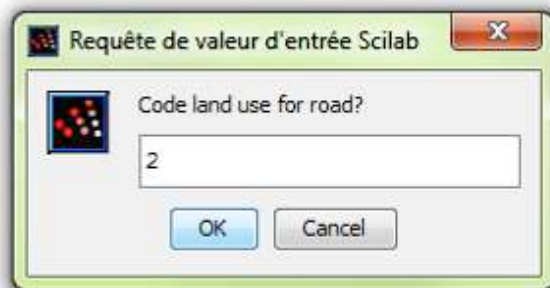 Requête de valeur d'entrée Scilab
Code land use for road?
2
OK Cancel